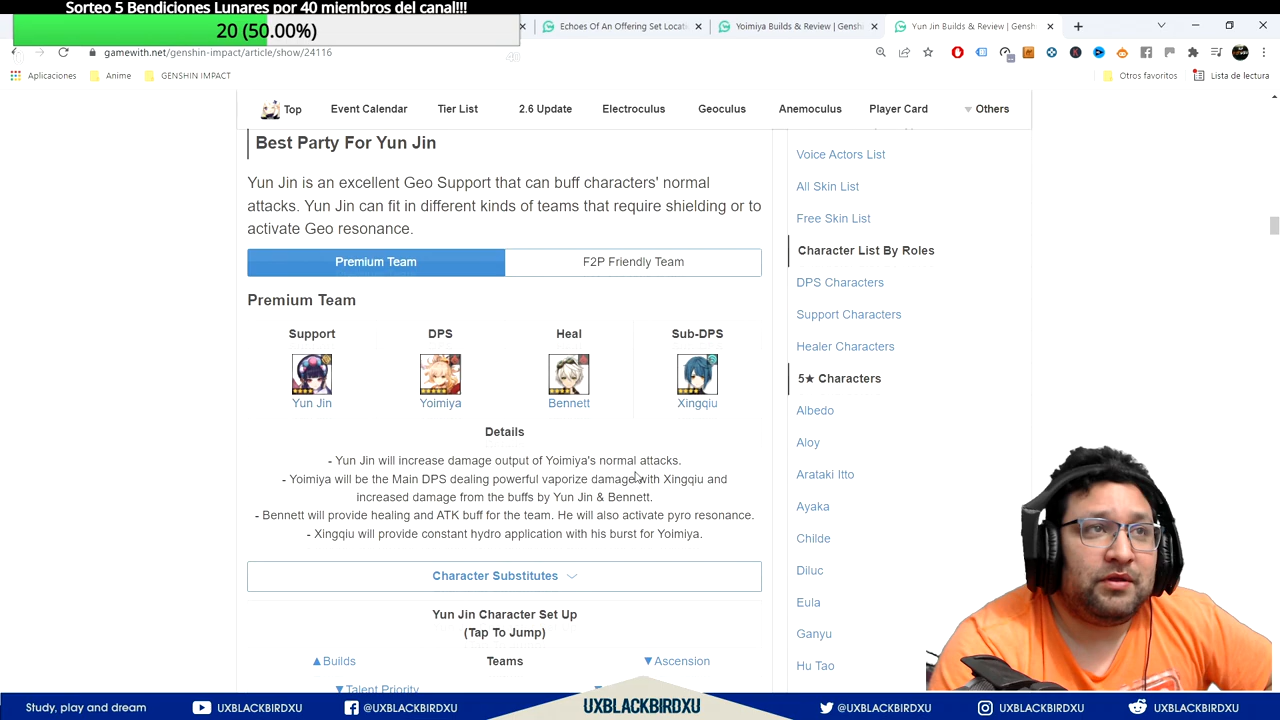 Sorteo 5 Bendiciones Lunares por 40 miembros del canal!!!
20 (50.00%)
Echoes Of An Offering Set Locati
Yoimiya Builds & Review | Gensh
Yun Jin Builds & Review | Gensh
gamewith.net/genshin-impact/article/show/24116
Aplicaciones
Anime
GENSHIN IMPACT
Otros favoritos
Lista de lectura
Top
Event Calendar
Tier List
2.6 Update
Electroculus
Geoculus
Anemoculus
Player Card
Others
Best Party For Yun Jin
Yun Jin is an excellent Geo Support that can buff characters' normal
attacks. Yun Jin can fit in different kinds of teams that require shielding or to
activate Geo resonance.
Premium Team
F2P Friendly Team
Premium Team
Support
DPS
Heal
Sub-DPS
Yun Jin
Yoimiya
Bennett
Xingqiu
Details
- Yun Jin will increase damage output of Yoimiya's normal attacks.
- Yoimiya will be the Main DPS dealing powerful vaporize damage with Xingqiu and
increased damage from the buffs by Yun Jin & Bennett.
- Bennett will provide healing and ATK buff for the team. He will also activate pyro resonance.
- Xingqiu will provide constant hydro application with his burst for Yoimiya.
Character Substitutes
Yun Jin Character Set Up
(Tap To Jump)
▲Builds
Teams
▼Ascension
▼Talent Priority
Voice Actors List
All Skin List
Free Skin List
Character List By Roles
DPS Characters
Support Characters
Healer Characters
5★ Characters
Albedo
Aloy
Arataki Itto
Ayaka
Childe
Diluc
Eula
Ganyu
Hu Tao
Study, play and dream
UXBLACKBIRDXU
@UXBLACKBIRDXU
UXBLACKBIRDXU
@UXBLACKBIRDXU
UXBLACKBIRDXU
UXBLACKBIRDXU